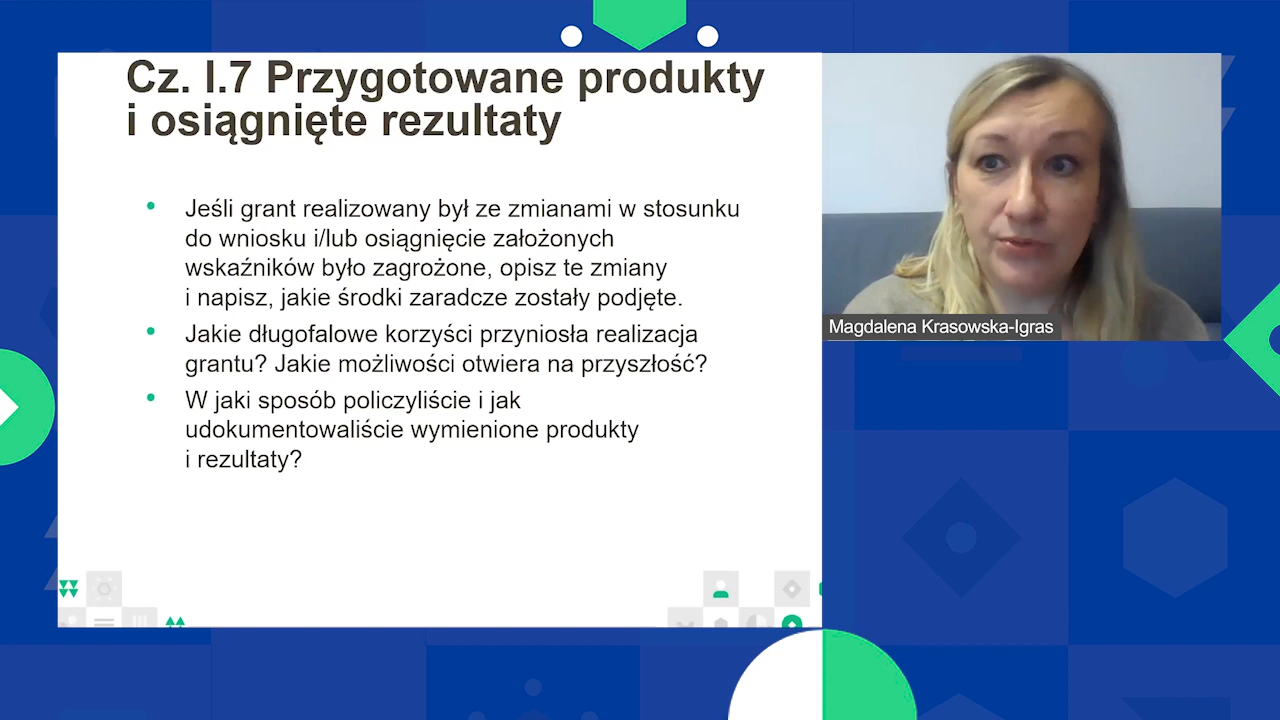 Cz. I.7 Przygotowane produkty
i osiągnięte rezultaty
Jeśli grant realizowany był ze zmianami w stosunku
do wniosku i/lub osiągnięcie założonych
wskaźników było zagrożone, opisz te zmiany
i napisz, jakie środki zaradcze zostały podjęte.
Jakie długofalowe korzyści przyniosła realizacja
grantu? Jakie możliwości otwiera na przyszłość?
W jaki sposób policzyliście i jak
udokumentowaliście wymienione produkty
i rezultaty?
Magdalena Krasowska-Igras